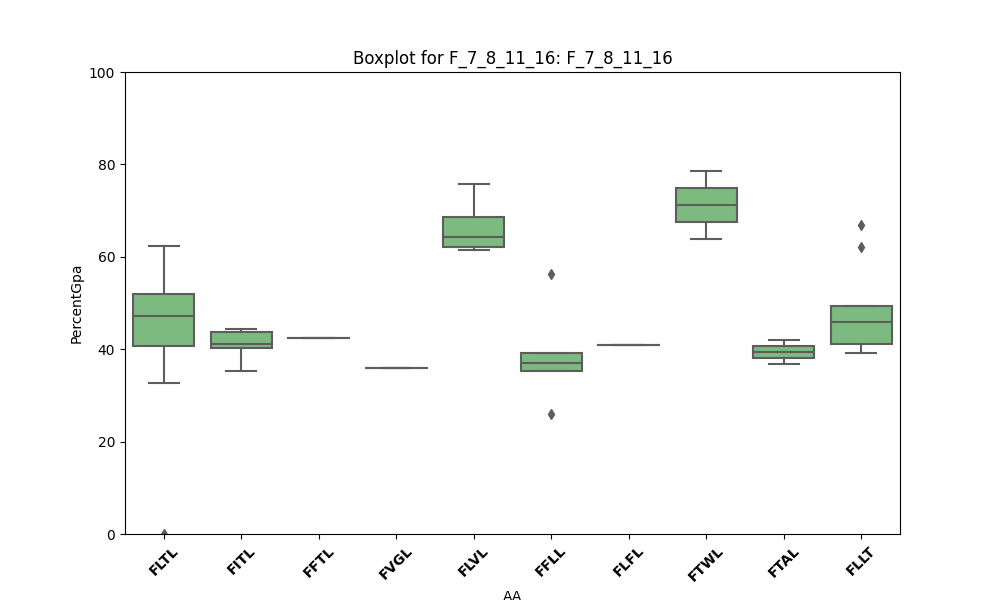 Boxplot for F_7_8_11_16: F_7_8_11_16
100
80
60
40
20
0
PercentGpa
FLTL
FITL
FFTL
FVGL
FLVL
FFLL
FLFL
FTWL
FTAL
FLLT
AA